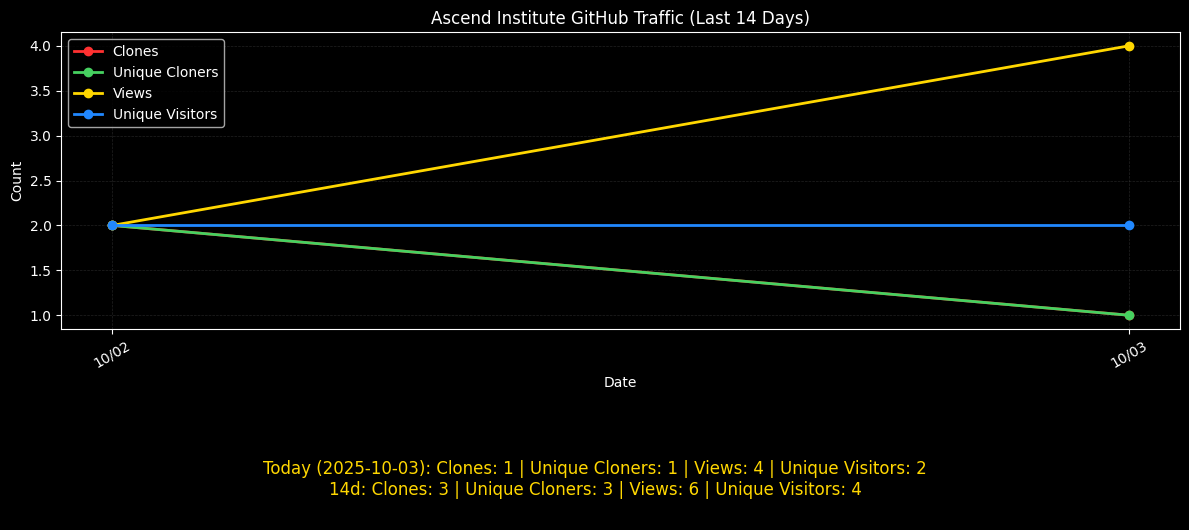 Ascend Institute GitHub Traffic (Last 14 Days)
Clones
Unique Cloners
Views
Unique Visitors
4.0
3.5
3.0
2.5
2.0
1.5
1.0
Count
10/02
10/03
Date
Today (2025-10-03): Clones: 1 | Unique Cloners: 1 | Views: 4 | Unique Visitors: 2
14d: Clones: 3 | Unique Cloners: 3 | Views: 6 | Unique Visitors: 4